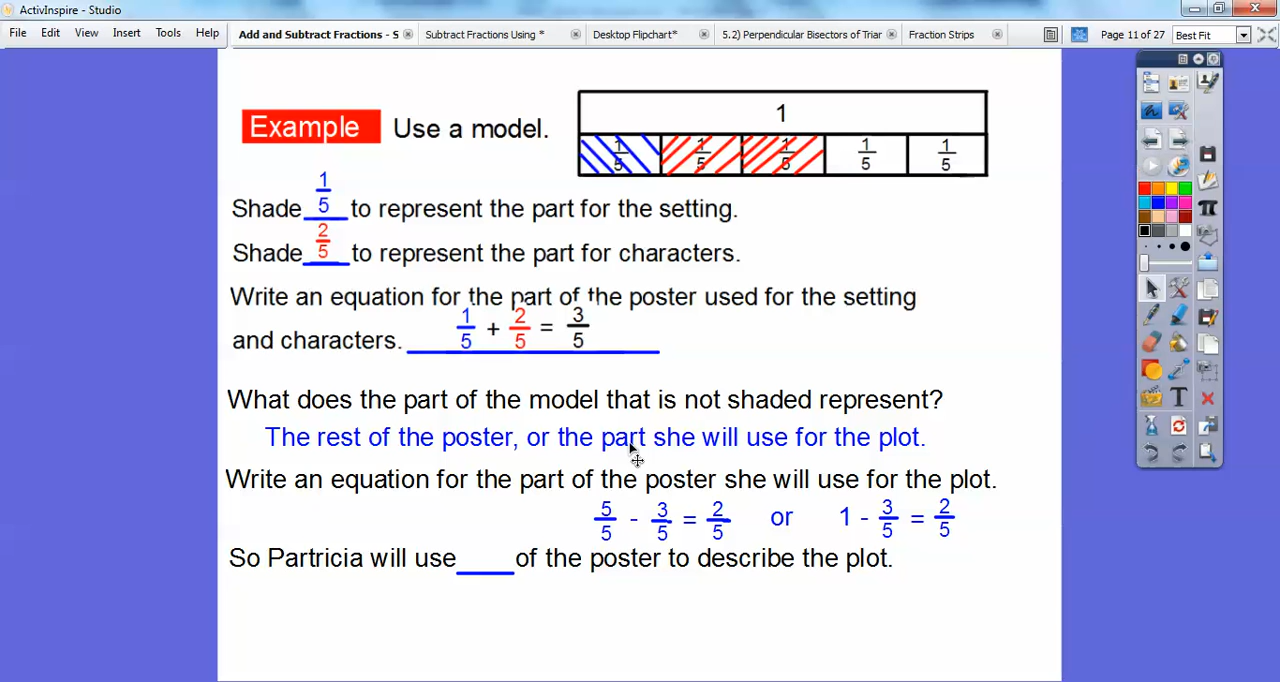 ActivInspire - Studio
File Edit View Insert Tools Help
Add and Subtract Fractions - S
Subtract Fractions Using *
Desktop Flipchart*
5.2) Perpendicular Bisectors of Triar
Fraction Strips
Page 11 of 27
Best Fit
Example Use a model.
1
1/5 1/5 1/5 1/5 1/5
Shade 1/5 to represent the part for the setting.
Shade 2/5 to represent the part for characters.
Write an equation for the part of the poster used for the setting
and characters. 1/5 + 2/5 = 3/5
What does the part of the model that is not shaded represent?
The rest of the poster, or the part she will use for the plot.
Write an equation for the part of the poster she will use for the plot.
5/5 - 3/5 = 2/5 or 1 - 3/5 = 2/5
So Partricia will use____of the poster to describe the plot.